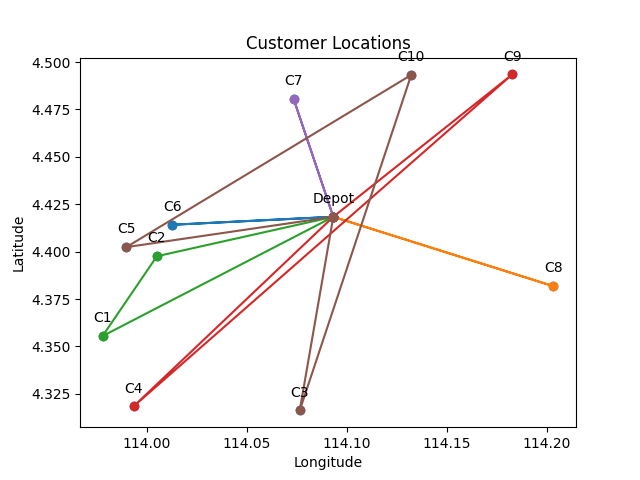 Customer Locations
C10
C9
4.500
C7
4.475
4.450
4.425
C6
Depot
C5
C2
4.400
C8
4.375
C1
4.350
4.325
C4
C3
114.00
114.05
114.10
114.15
114.20
Longitude
Latitude